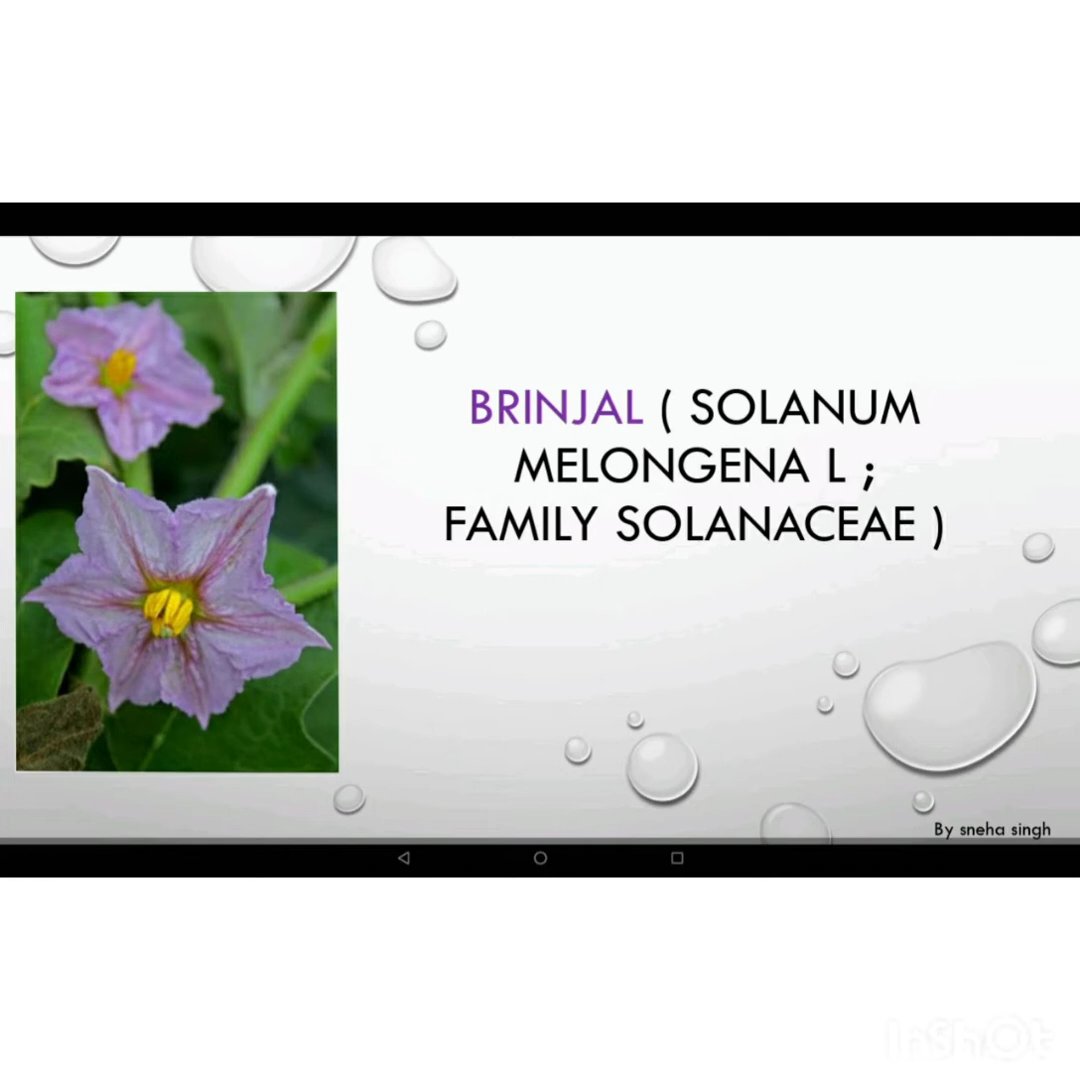 BRINJAL ( SOLANUM
MELONGENA L ;
FAMILY SOLANACEAE )
By sneha singh
InShOt